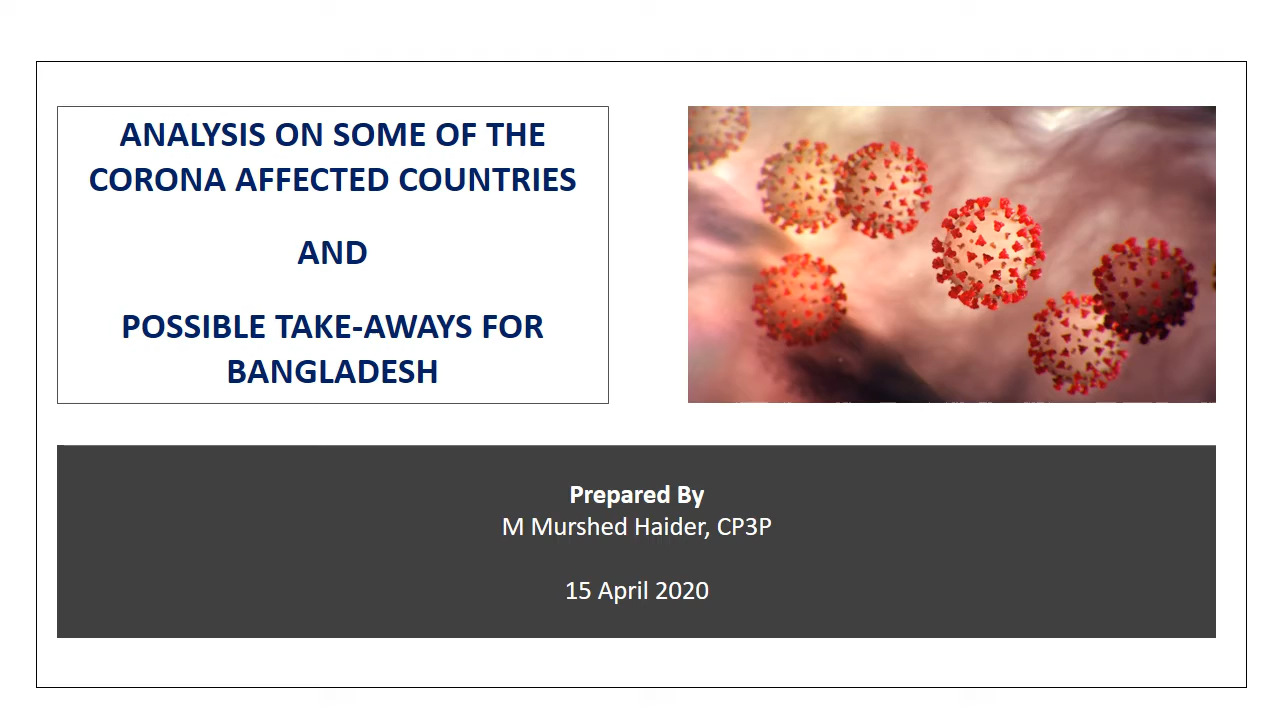 ANALYSIS ON SOME OF THE
CORONA AFFECTED COUNTRIES
AND
POSSIBLE TAKE-AWAYS FOR
BANGLADESH
Prepared By
M Murshed Haider, CP3P
15 April 2020